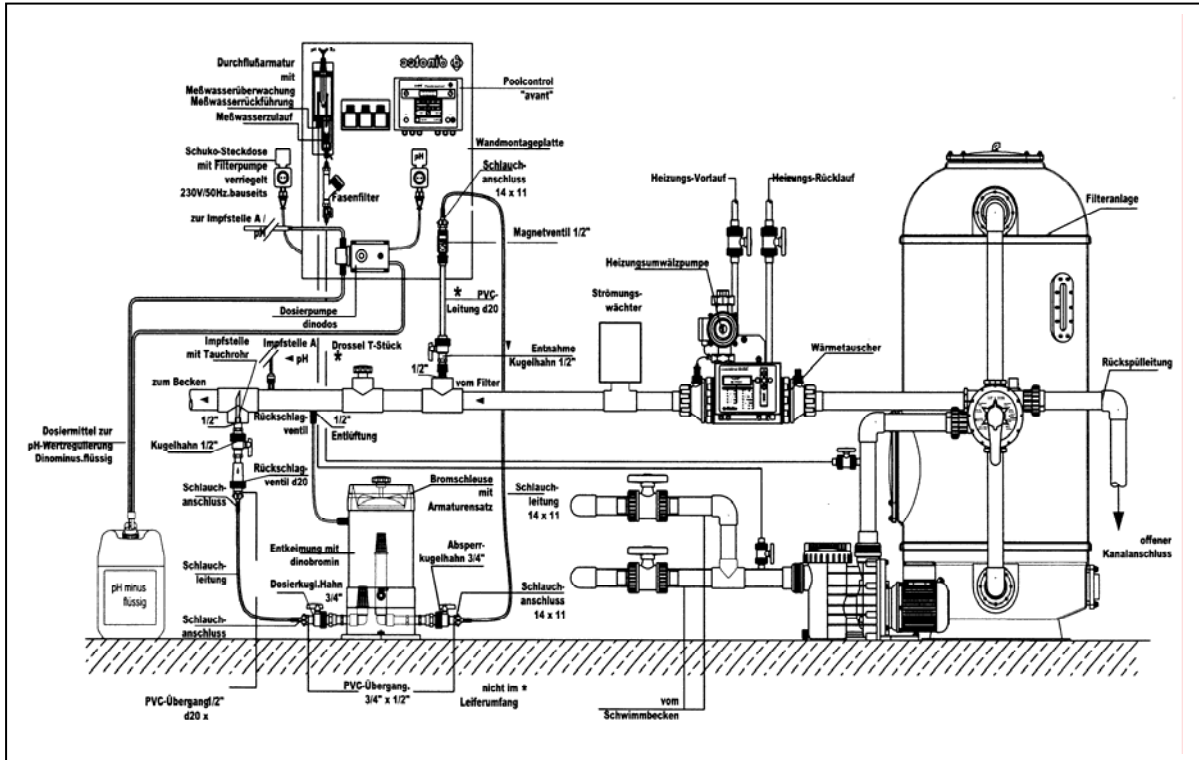 Durchflußarmatur
mit
Meßwasserüberwachung
Meßwasserrückführung
Meßwasserzulauf
Schuko-Steckdose
mit Filterpumpe
verriegelt
230V/50Hz.bauseits
zur Impfstelle A /
pH
Fasenfilter
pH
Poolcontrol
"avant"
Wandmontageplatte
Schlauch-
anschluss
14 x 11
Magnetventil 1/2"
* PVC-
Leitung d20
Dosierpumpe
dinodos
Impfstelle
mit Tauchrohr
Impfstelle A
pH
Drossel T-Stück
*
Entnahme
Kugelhahn 1/2"
1/2"
zum Becken
vom Filter
1/2"
Rückschlag-
ventil
1/2"
Entlüftung
Kugelhahn 1/2"
Rückschlag-
ventil d20
Schlauch-
anschluss
Dosiermittel zur
pH-Wertregulierung
Dinominus.flüssig
pH minus
flüssig
Schlauch-
leitung
Schlauch-
anschluss
PVC-Übergang1/2"
d20 x
Bromschleuse
mit
Armaturensatz
Entkeimung mit
dinobromin
Dosierkugl.Hahn
3/4"
Absperr-
kugelhahn 3/4"
Schlauch-
leitung
14 x 11
Schlauch-
anschluss
14 x 11
PVC-Übergang.
3/4" x 1/2"
nicht im *
Leiferumfang
vom
Schwimmbecken
Heizungs-Vorlauf
Heizungs-Rücklauf
Heizungsumwälzpumpe
Strömungs-
wächter
Wärmetauscher
Filteranlage
Rückspülleitung
offener
Kanalanschluss